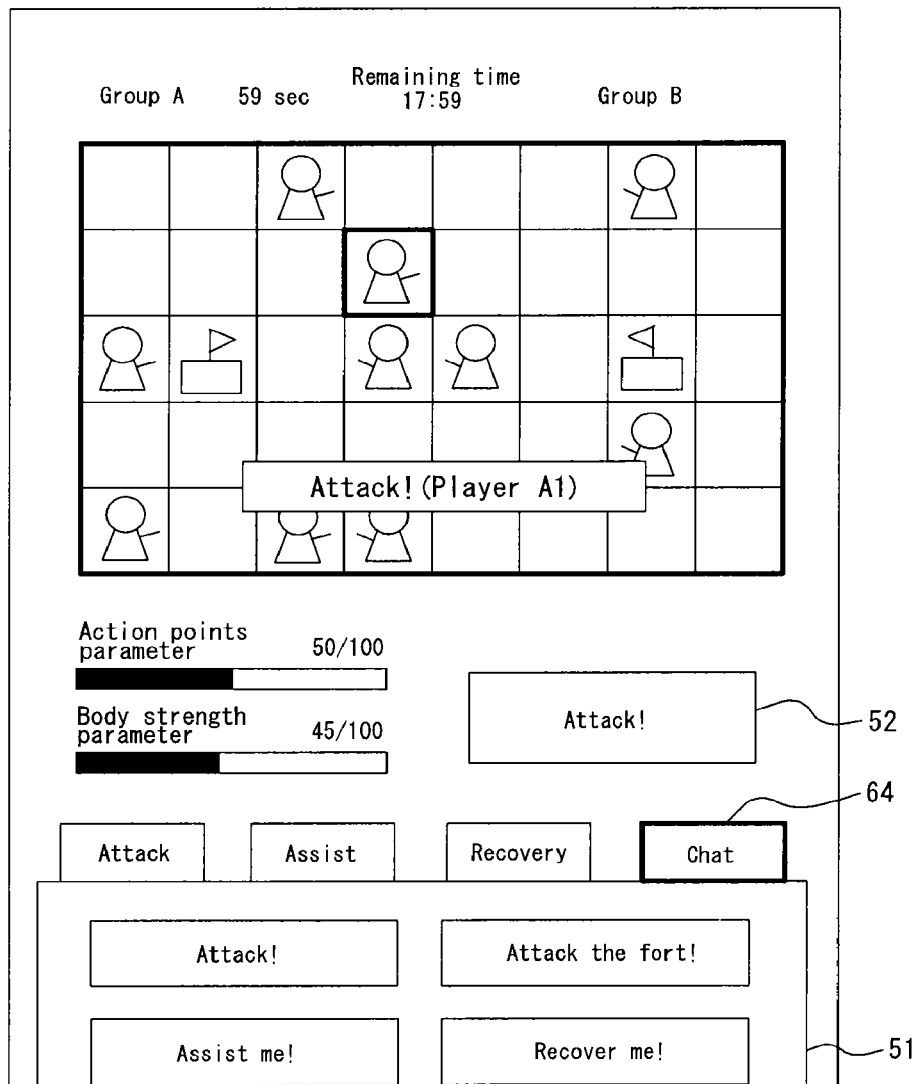 Remaining time
Group A 59 sec 17:59 Group B
Attack!(Player A1)
Action points
parameter 50/100
Body strength
parameter 45/100
Attack!
52
64
Attack Assist Recovery Chat
Attack! Attack the fort!
Assist me! Recover me!
51